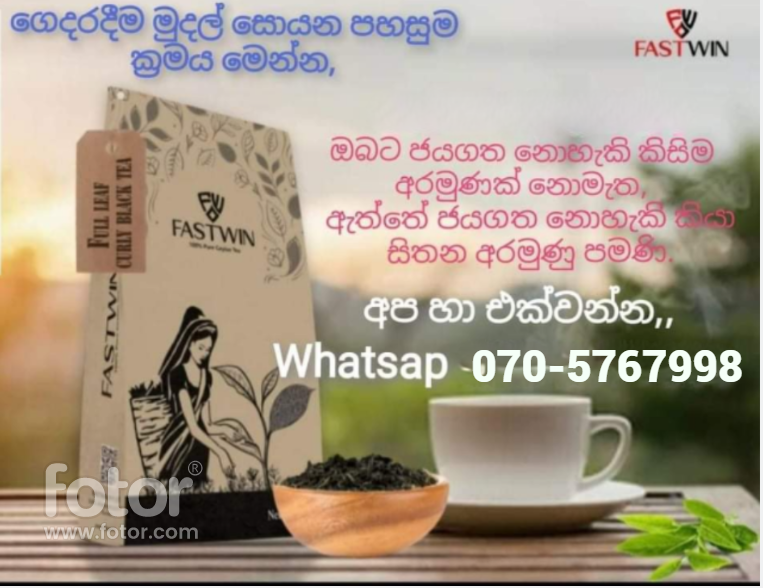 ගෙදරදීම මුදල් සොයන පහසුම
ක්‍රමය මෙන්න,
FASTWIN
ඔබට ජයගත නොහැකි කිසිම
අරමුණක් නොමැත,
ඇත්තේ ජයගත නොහැකි කියා
සිතන අරමුණු පමණි.
අප හා එක්වන්න,,
Whatsap 070-5767998
FULL LEAF
CURLY BLACK TEA
FASTWIN
100% Pure Ceylon Tea
FASTWIN
fotor®
www.fotor.com